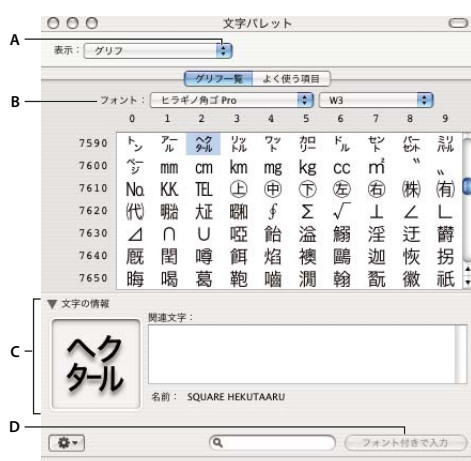 文字パレット
A
表示： グリフ
グリフ一覧 よく使う項目
B
フォント： ヒラギノ角ゴ Pro W3
0 1 2 3 4 5 6 7 8 9
7590 ㌧ ㌃ ㌶ ㍑ ㍗ ㌍ ㌦ ㌣ ㌫ ㍊
7600 ㌻ mm cm km mg kg cc ㎡ 〝 〟
7610 № ㏍ ℡ ㊤ ㊥ ㊦ ㊧ ㊨ ㈱ ㈲
7620 ㈹ ㍾ ㍽ ㍼ ∮ ∑ √ ⊥ ∠ ∟
7630 ⊿ ∩ ∪ 啞 飴 溢 鰯 淫 迂 欝
7640 厩 閏 噂 餌 焰 襖 鷗 迦 恢 拐
7650 晦 喝 葛 鞄 嚙 澗 翰 翫 徽 祇
文字の情報
関連文字：
C
ヘクタール
名前： SQUARE HEKUTAARU
D
フォント付きで入力